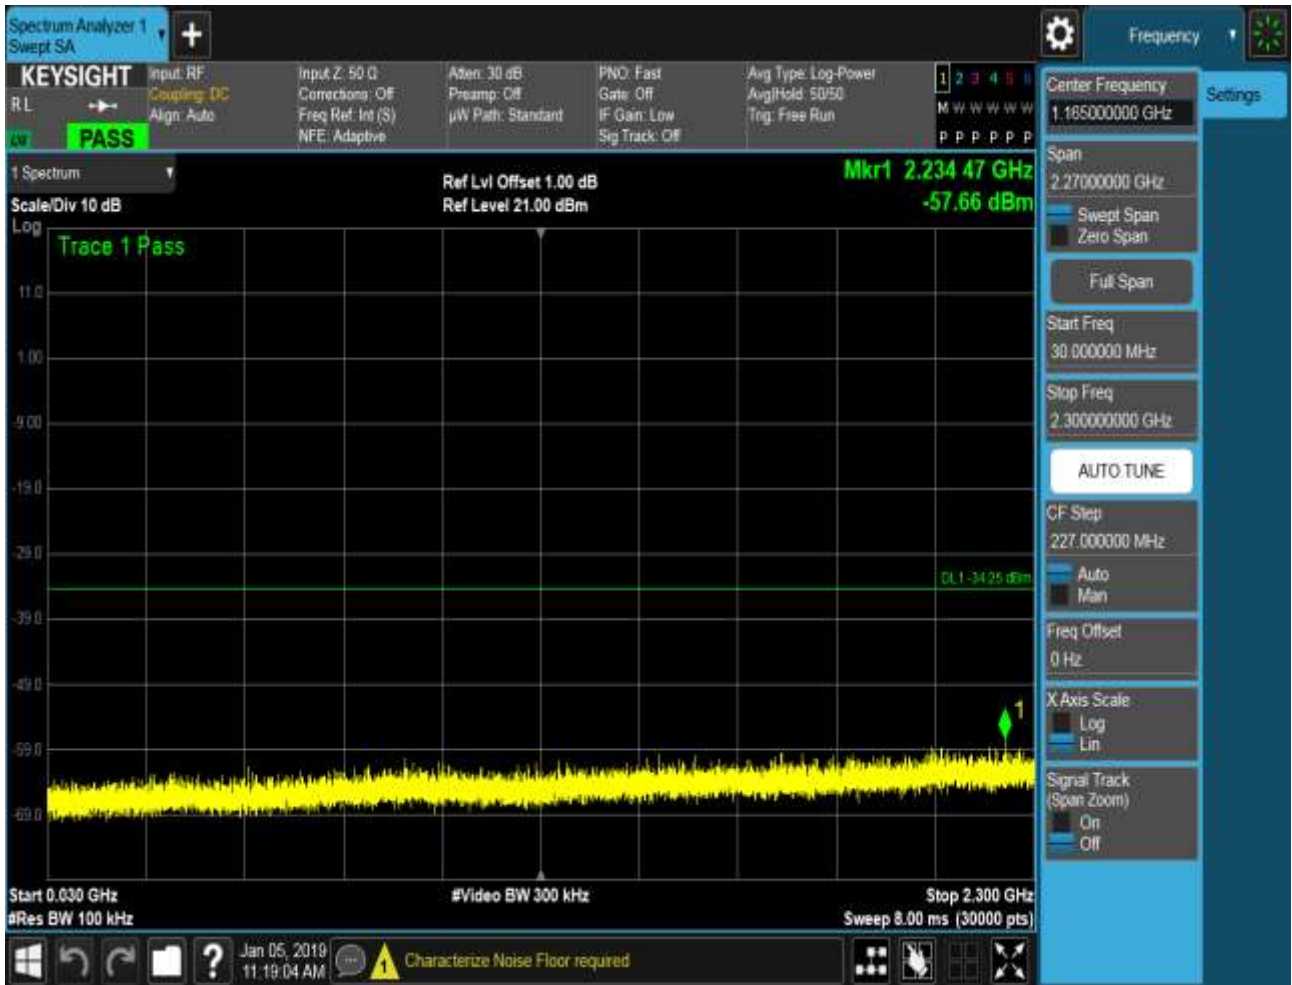 Spectrum Analyzer 1
Swept SA
+
Frequency
KEYSIGHT
RL
PASS
Input: RF
Coupling: DC
Align: Auto
Input Z: 50 Ω
Corrections: Off
Freq Ref: Int (S)
NFE: Adaptive
Atten: 30 dB
Preamp: Off
µW Path: Standard
PNO: Fast
Gate: Off
IF Gain: Low
Sig Track: Off
Avg Type: Log-Power
Avg|Hold: 50/50
Trig: Free Run
1 2 3 4 5 6
M W W W W W
P P P P P P
1 Spectrum
Scale/Div 10 dB
Ref Lvl Offset 1.00 dB
Ref Level 21.00 dBm
Mkr1 2.234 47 GHz
-57.66 dBm
Log
Trace 1 Pass
11.0
1.00
-9.00
-19.0
-29.0
DL1 -34.25 dBm
-39.0
-49.0
1
-59.0
-69.0
Start 0.030 GHz
#Video BW 300 kHz
Stop 2.300 GHz
#Res BW 100 kHz
Sweep 8.00 ms (30000 pts)
?
Jan 05, 2019
11:19:04 AM
1
Characterize Noise Floor required
Center Frequency
1.165000000 GHz
Settings
Span
2.27000000 GHz
Swept Span
Zero Span
Full Span
Start Freq
30.000000 MHz
Stop Freq
2.300000000 GHz
AUTO TUNE
CF Step
227.000000 MHz
Auto
Man
Freq Offset
0 Hz
X Axis Scale
Log
Lin
Signal Track
(Span Zoom)
On
Off